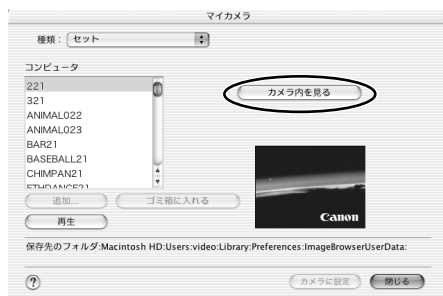 マイカメラ
種類： セット
コンピュータ
221
321
ANIMAL022
ANIMAL023
BAR21
BASEBALL21
CHIMPAN21
ETHDANCE21
カメラ内を見る
Canon
追加...
ゴミ箱に入れる
再生
保存先のフォルダ:Macintosh HD:Users:video:Library:Preferences:ImageBrowserUserData:
?
カメラに設定
閉じる